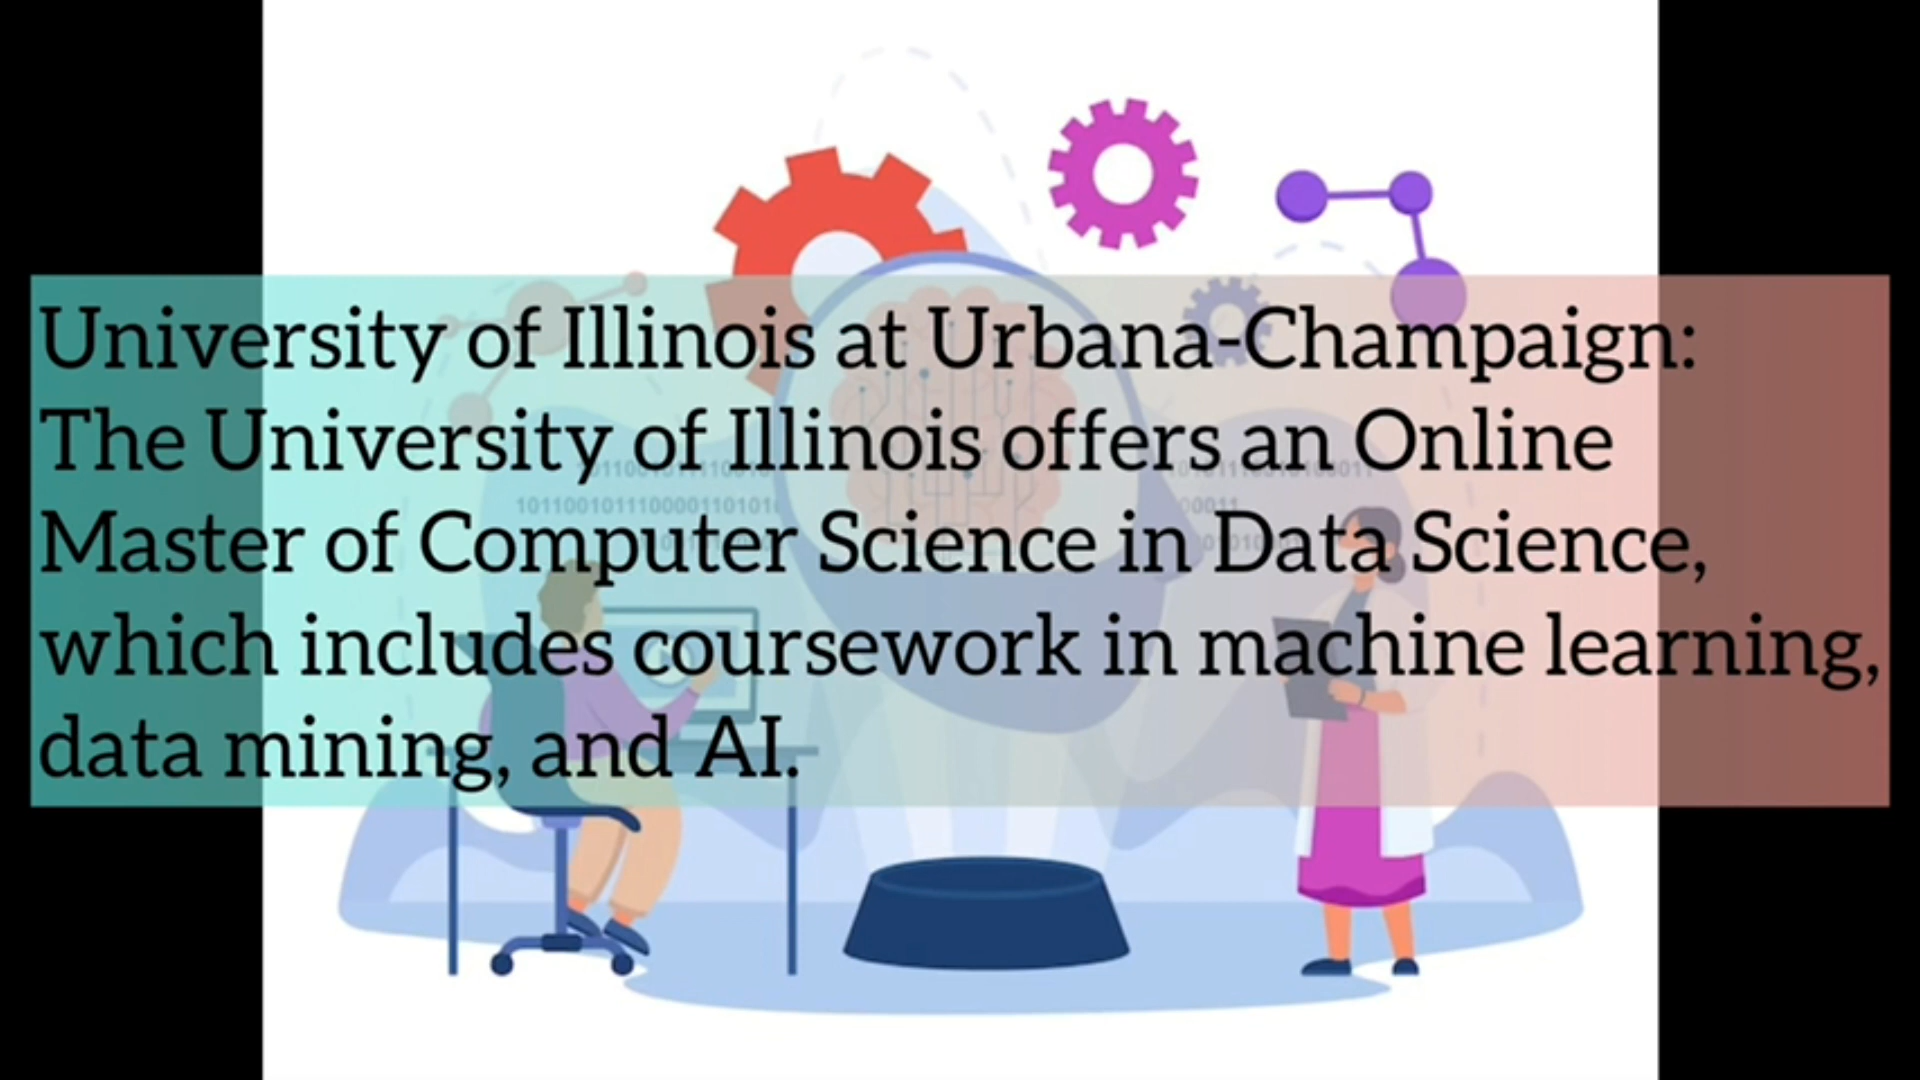 University of Illinois at Urbana-Champaign:
The University of Illinois offers an Online
Master of Computer Science in Data Science,
which includes coursework in machine learning,
data mining, and AI.